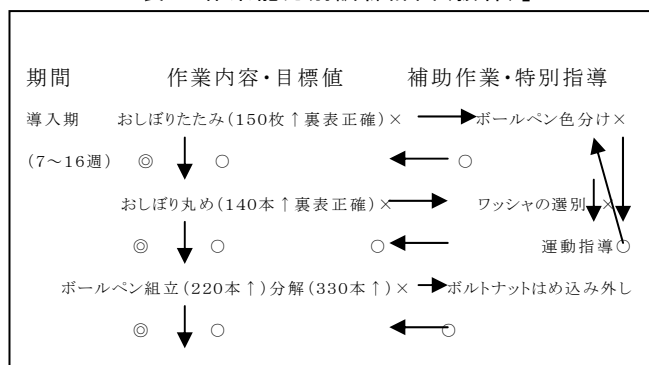 期間 作業内容・目標値 補助作業・特別指導
導入期 おしぼりたたみ(150枚↑裏表正確)× ボールペン色分け×
(7~16週) ◎ ○ ○
おしぼり丸め(140本↑裏表正確)× ワッシャの選別 ×
◎ ○ ○ 運動指導○
ボールペン組立(220本↑)分解(330本↑)× ボルトナットはめ込み外し
◎ ○ ○